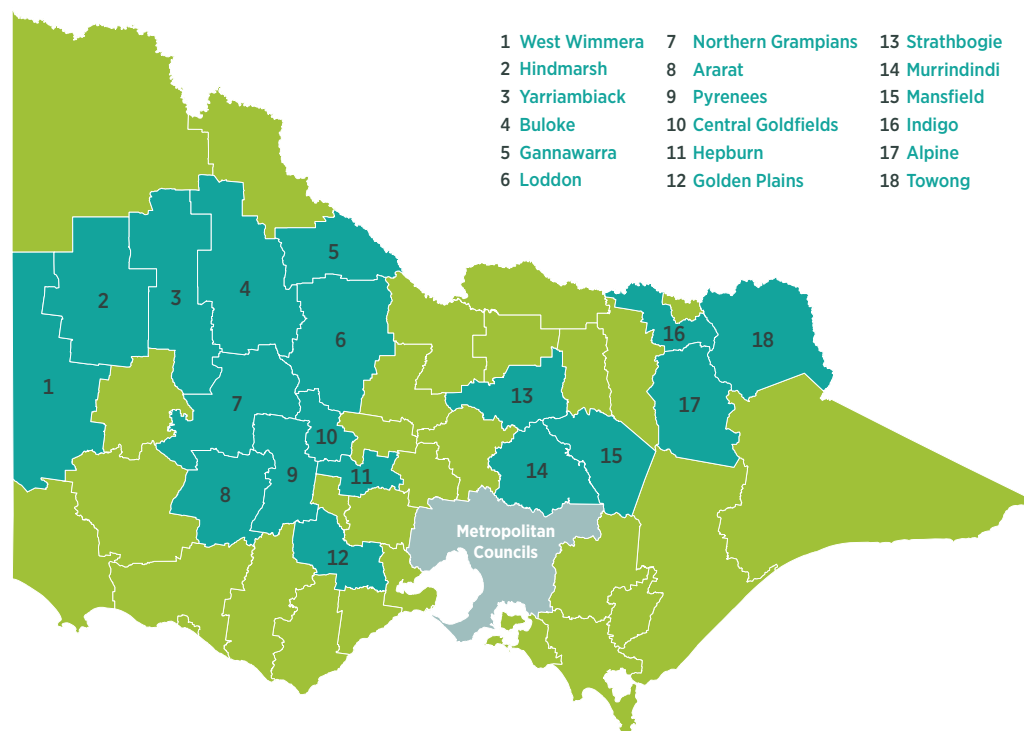 1 West Wimmera
2 Hindmarsh
3 Yarriambiack
4 Buloke
5 Gannawarra
6 Loddon
7 Northern Grampians
8 Ararat
9 Pyrenees
10 Central Goldfields
11 Hepburn
12 Golden Plains
13 Strathbogie
14 Murrindindi
15 Mansfield
16 Indigo
17 Alpine
18 Towong
5
4
2
3
16
18
6
1
13
17
7
10
15
14
11
9
8
Metropolitan
Councils
12